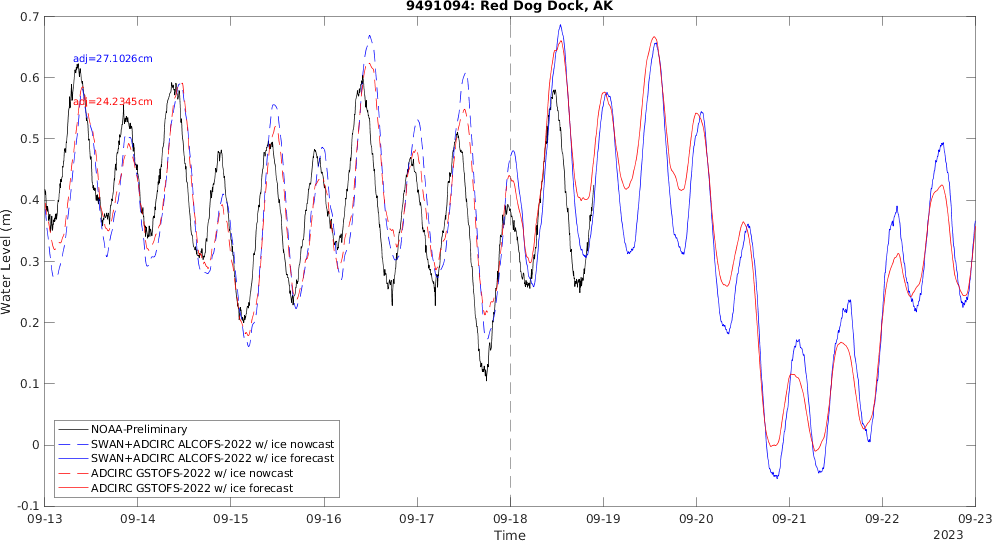 9491094: Red Dog Dock, AK
adj=27.1026cm
adj=24.2345cm
Water Level (m)
0.7
0.6
0.5
0.4
0.3
0.2
0.1
0
-0.1
NOAA-Preliminary
SWAN+ADCIRC ALCOFS-2022 w/ ice nowcast
SWAN+ADCIRC ALCOFS-2022 w/ ice forecast
ADCIRC GSTOFS-2022 w/ ice nowcast
ADCIRC GSTOFS-2022 w/ ice forecast
09-13 09-14 09-15 09-16 09-17 09-18 09-19 09-20 09-21 09-22 09-23
Time
2023